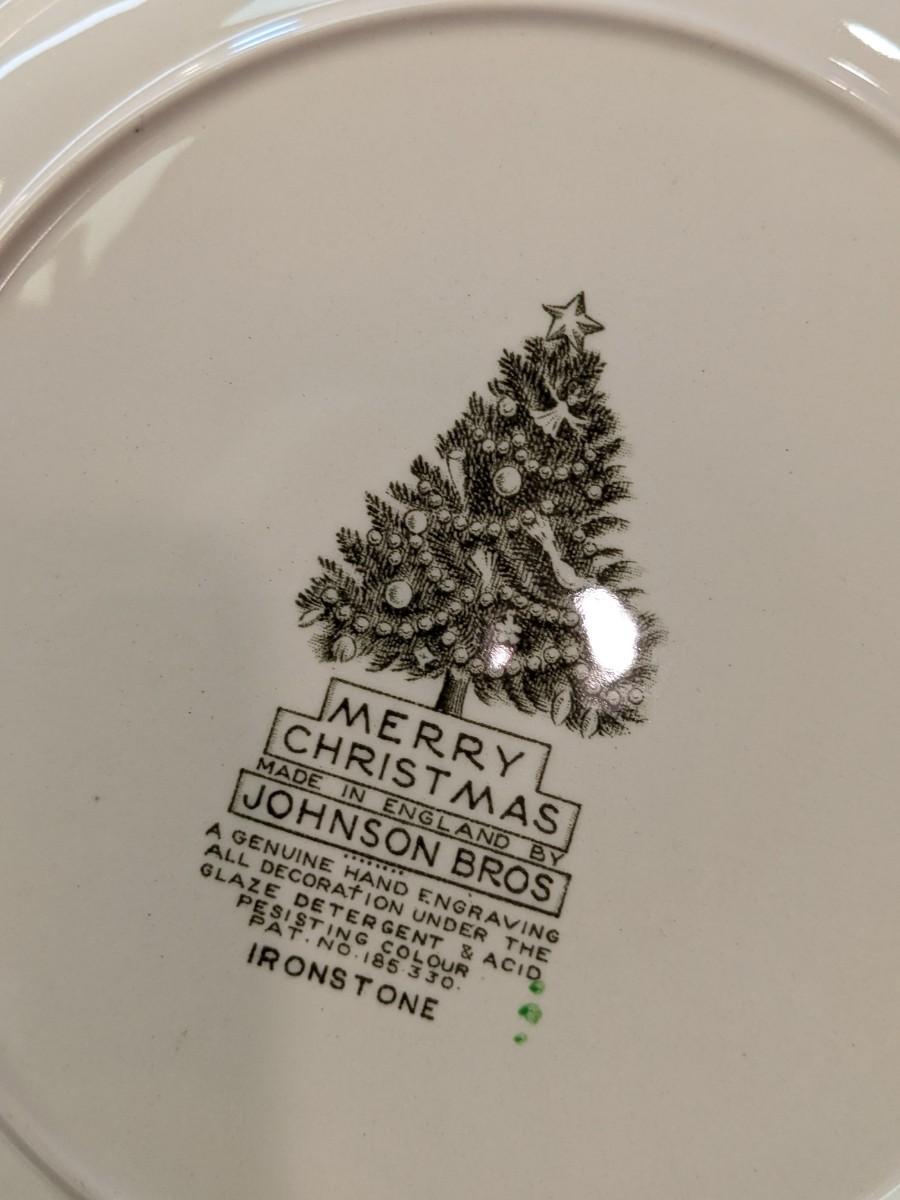 MERRY
CHRISTMAS
MADE IN ENGLAND BY
JOHNSON BROS
A GENUINE HAND ENGRAVING
ALL DECORATION UNDER THE
GLAZE DETERGENT & ACID
PESISTING COLOUR
PAT. NO. 185.330.
IRONSTONE